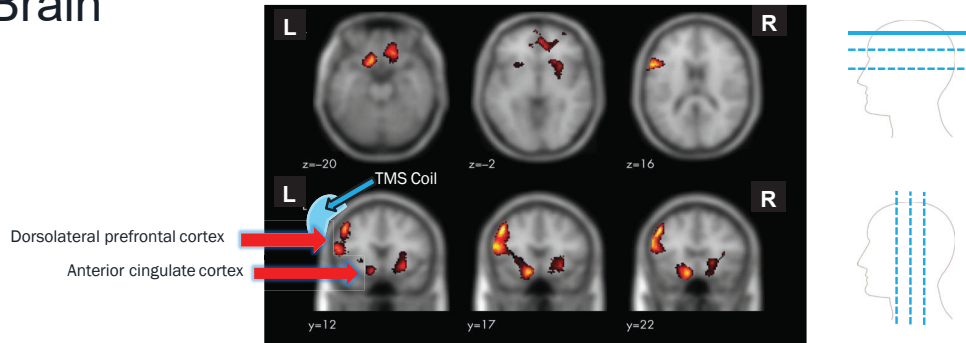 Brain
L
R
z=–20
z=–2
z=16
L
TMS Coil
R
Dorsolateral prefrontal cortex
Anterior cingulate cortex
y=12
y=17
y=22